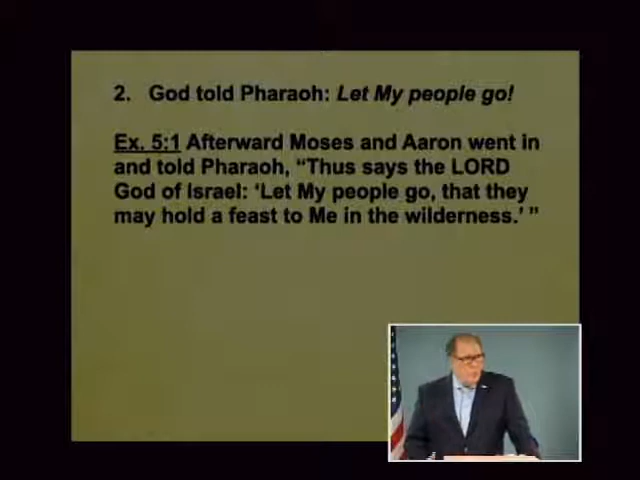 2. God told Pharaoh: Let My people go!
Ex. 5:1 Afterward Moses and Aaron went in
and told Pharaoh, “Thus says the LORD
God of Israel: ‘Let My people go, that they
may hold a feast to Me in the wilderness.’ ”